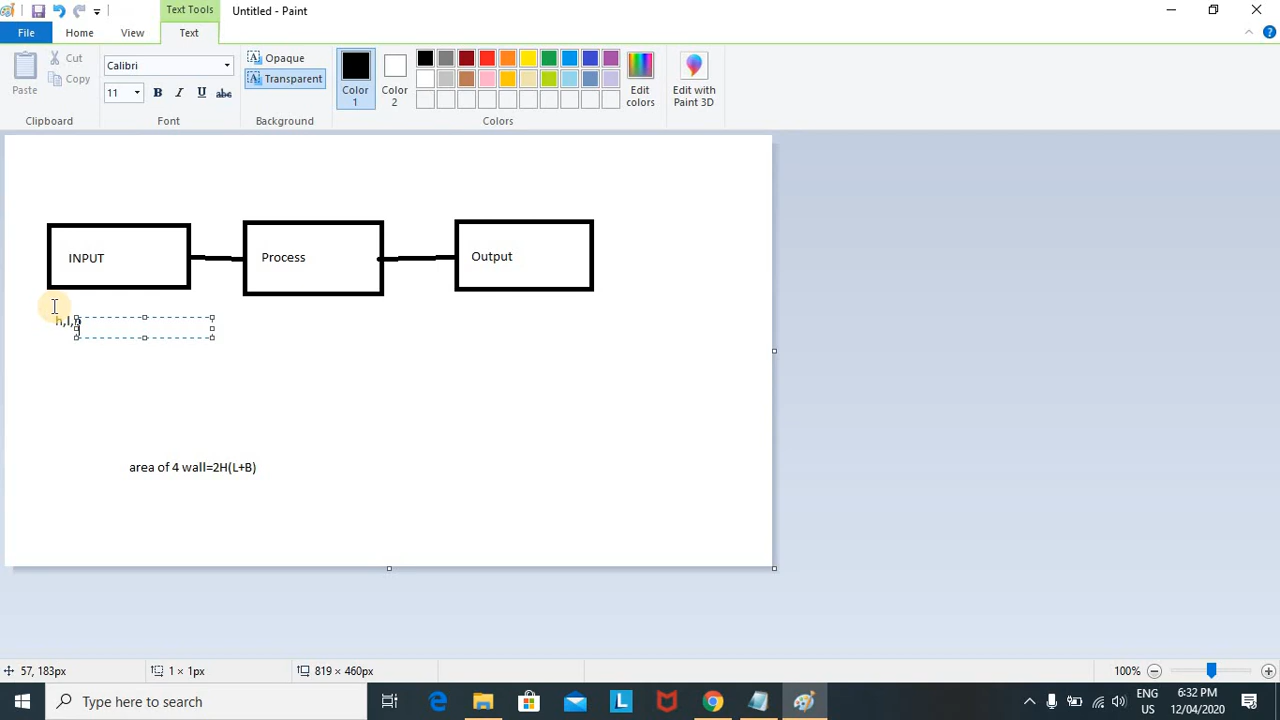 Text Tools
Untitled - Paint
File
Home
View
Text
Paste
Cut
Copy
Clipboard
Calibri
11
B I U abc
Font
Opaque
Transparent
Background
Color 1
Color 2
Edit colors
Colors
Edit with Paint 3D
INPUT
Process
Output
h,l,
area of 4 wall=2H(L+B)
57, 183px
1 × 1px
819 × 460px
100%
Type here to search
ENG
US
6:32 PM
12/04/2020